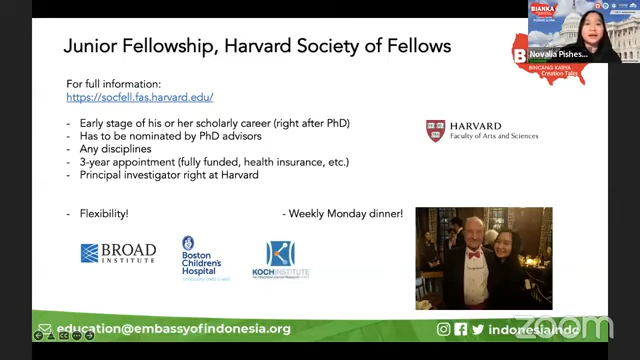 Junior Fellowship, Harvard Society of Fellows
For full information:
https://socfell.fas.harvard.edu/
- Early stage of his or her scholarly career (right after PhD)
- Has to be nominated by PhD advisors
- Any disciplines
- 3-year appointment (fully funded, health insurance, etc.)
- Principal investigator right at Harvard
- Flexibility!
- Weekly Monday dinner!
HARVARD
Faculty of Arts and Sciences
BROAD
INSTITUTE
Boston
Children's
Hospital
KOCH INSTITUTE
BIANKA
Novalia Pishes...
BINCANG KARYA
Creation Talks
education@embassyofindonesia.org
indonesiaindc
zoom